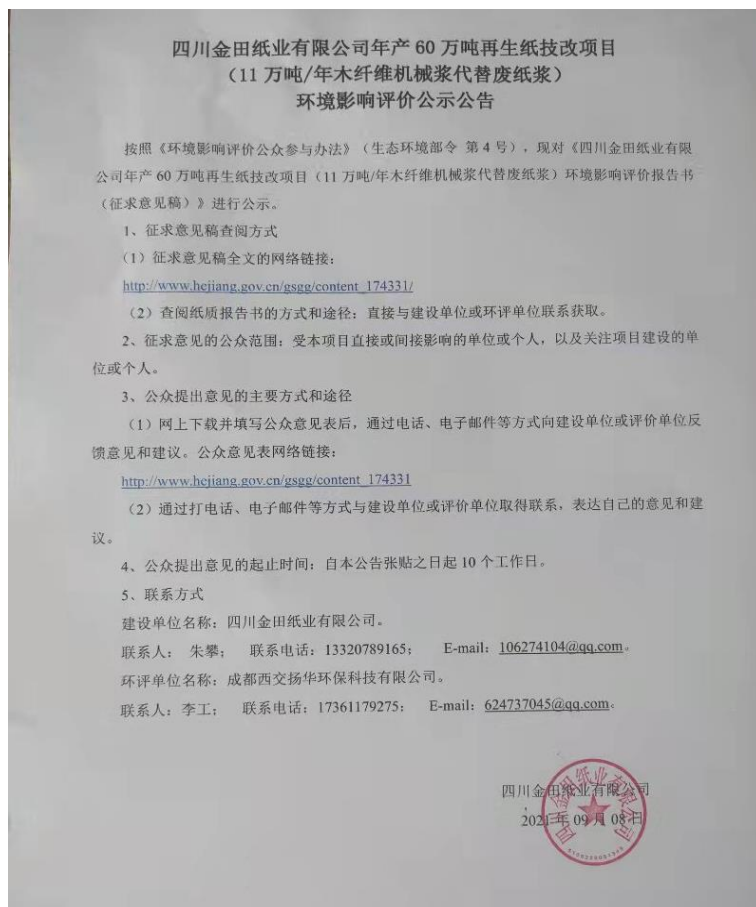 四川金田纸业有限公司年产 60 万吨再生纸技改项目
（11 万吨/年木纤维机械浆代替废纸浆）
环境影响评价公示公告
按照《环境影响评价公众参与办法》（生态环境部令 第 4 号），现对《四川金田纸业有限
公司年产 60 万吨再生纸技改项目（11 万吨/年木纤维机械浆代替废纸浆）环境影响评价报告书
（征求意见稿）》进行公示。
1、征求意见稿查阅方式
（1）征求意见稿全文的网络链接：
http://www.hejiang.gov.cn/gsgg/content_174331/
（2）查阅纸质报告书的方式和途径：直接与建设单位或环评单位联系获取。
2、征求意见的公众范围：受本项目直接或间接影响的单位或个人，以及关注项目建设的单
位或个人。
3、公众提出意见的主要方式和途径
（1）网上下载并填写公众意见表后，通过电话、电子邮件等方式向建设单位或评价单位反
馈意见和建议。公众意见表网络链接：
http://www.hejiang.gov.cn/gsgg/content_174331
（2）通过打电话、电子邮件等方式与建设单位或评价单位取得联系，表达自己的意见和建
议。
4、公众提出意见的起止时间：自本公告张贴之日起 10 个工作日。
5、联系方式
建设单位名称：四川金田纸业有限公司。
联系人： 朱攀； 联系电话：13320789165； E-mail：106274104@qq.com。
环评单位名称：成都西交扬华环保科技有限公司。
联系人：李工； 联系电话：17361179275； E-mail：624737045@qq.com。
四川金田纸业有限公司
2021 年 09 月 08 日
四川金田纸业有限公司